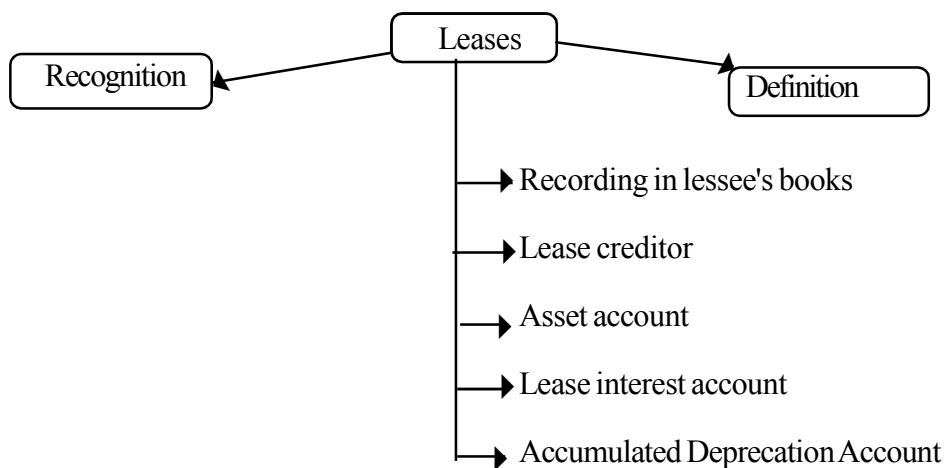 Leases
Recognition
Definition
Recording in lessee's books
Lease creditor
Asset account
Lease interest account
Accumulated Deprecation Account